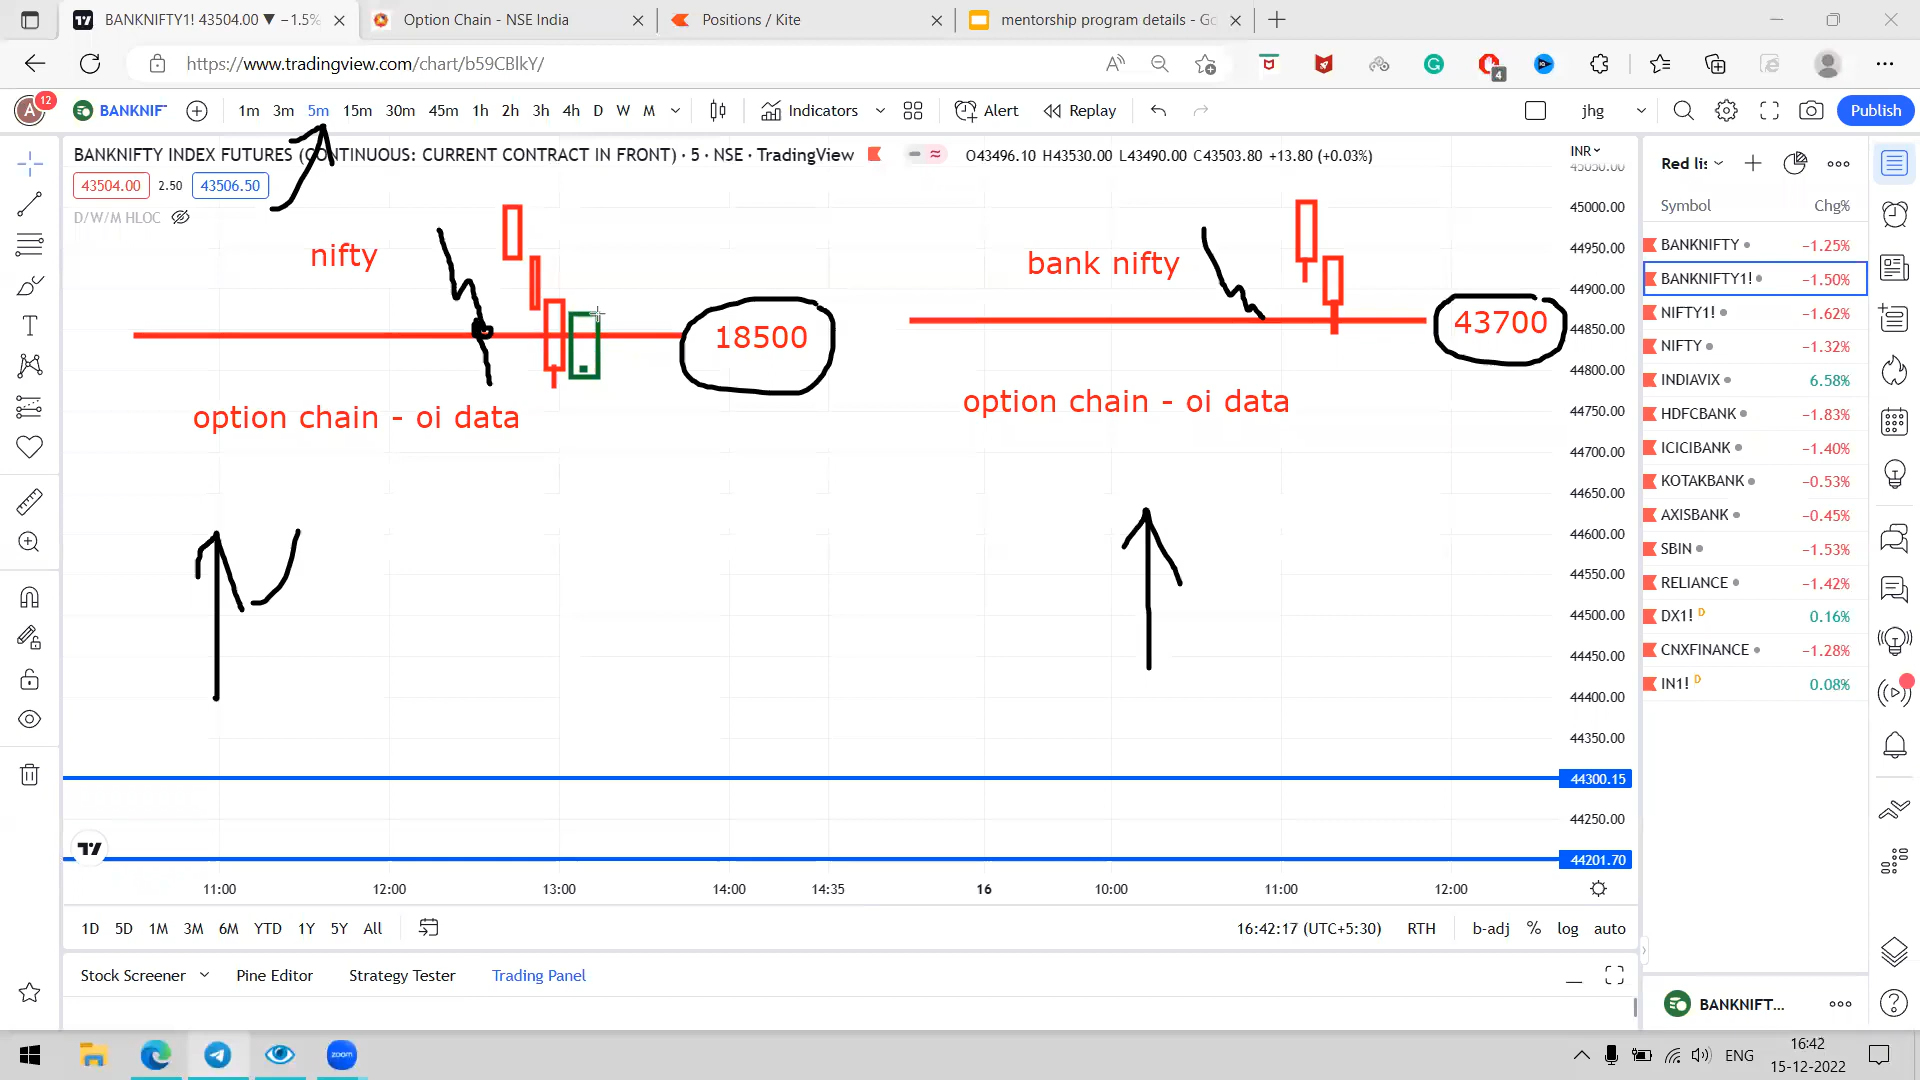 BANKNIFTY1! 43504.00 ▼ −1.5%
Option Chain - NSE India
Positions / Kite
mentorship program details - Go
https://www.tradingview.com/chart/b59CBlkY/
4
A 12 BANKNIF
1m 3m 5m 15m 30m 45m 1h 2h 3h 4h D W M Indicators Alert Replay jhg Publish
BANKNIFTY INDEX FUTURES (CONTINUOUS: CURRENT CONTRACT IN FRONT) · 5 · NSE · TradingView O43496.10 H43530.00 L43490.00 C43503.80 +13.80 (+0.03%)
43504.00 2.50 43506.50
D/W/M HLOC
nifty
bank nifty
18500
43700
option chain - oi data
option chain - oi data
INR
45050.00
45000.00
44950.00
44900.00
44850.00
44800.00
44750.00
44700.00
44650.00
44600.00
44550.00
44500.00
44450.00
44400.00
44350.00
44300.15
44250.00
44201.70
11:00 12:00 13:00 14:00 14:35 16 10:00 11:00 12:00
1D 5D 1M 3M 6M YTD 1Y 5Y All
16:42:17 (UTC+5:30) RTH b-adj % log auto
Stock Screener Pine Editor Strategy Tester Trading Panel
Red lis
Symbol Chg%
BANKNIFTY −1.25%
BANKNIFTY1! −1.50%
NIFTY1! −1.62%
NIFTY −1.32%
INDIAVIX 6.58%
HDFCBANK −1.83%
ICICIBANK −1.40%
KOTAKBANK −0.53%
AXISBANK −0.45%
SBIN −1.53%
RELIANCE −1.42%
DX1! D 0.16%
CNXFINANCE −1.28%
IN1! D 0.08%
BANKNIFT...
zoom
ENG
16:42
15-12-2022